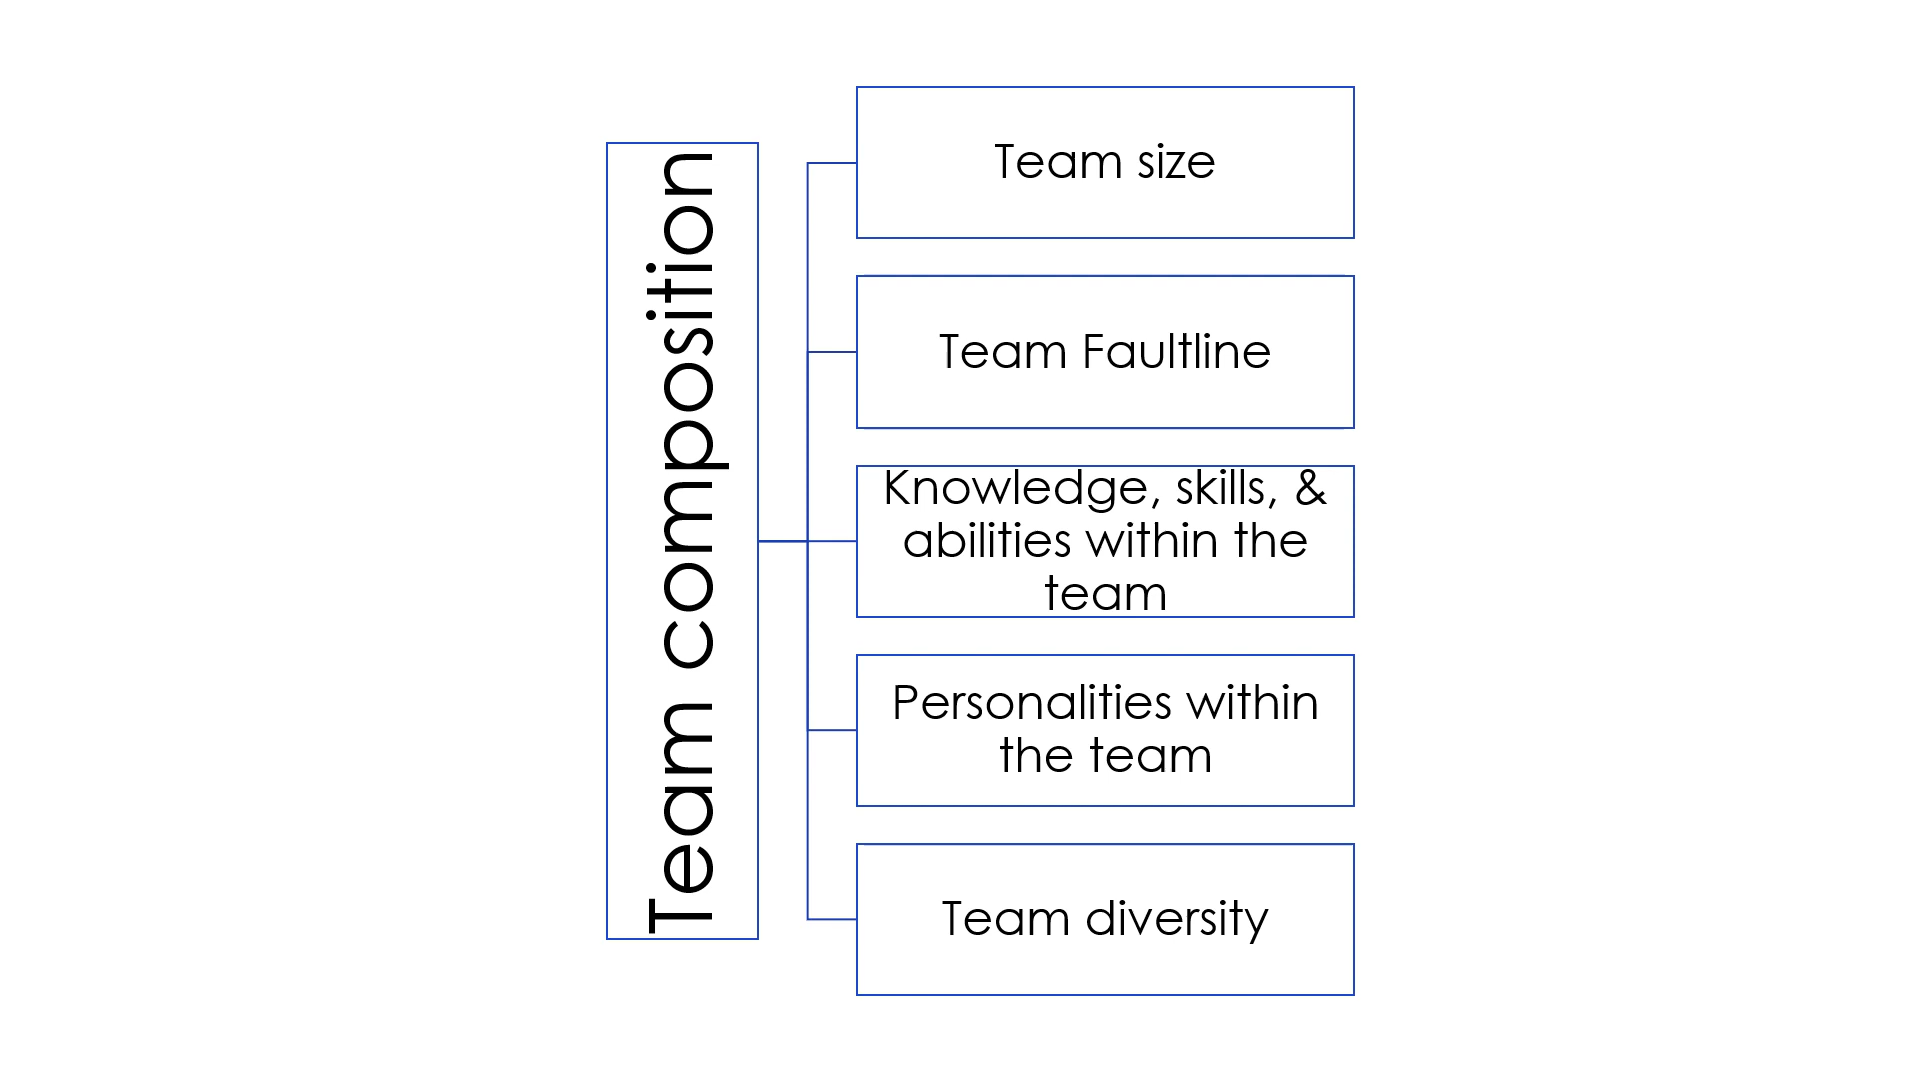 Team composition
Team size
Team Faultline
Knowledge, skills, &
abilities within the
team
Personalities within
the team
Team diversity